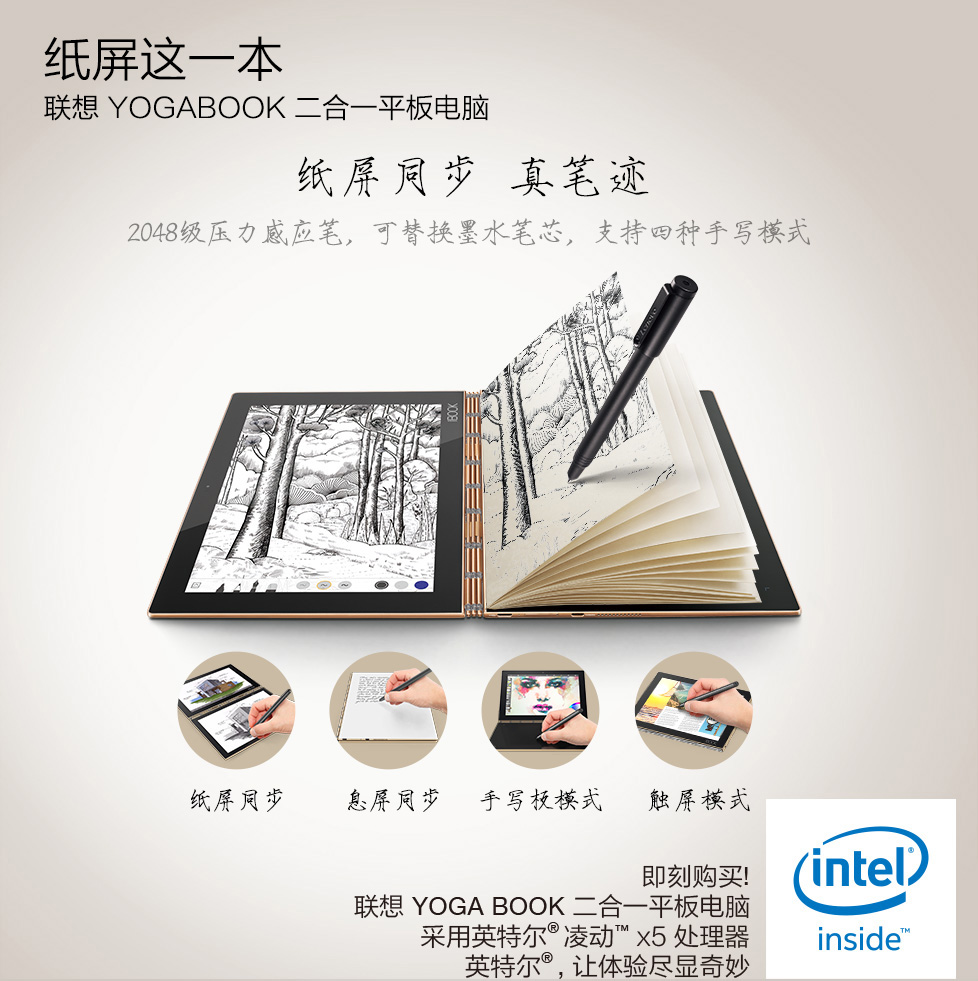 纸屏这一本
联想 YOGABOOK 二合一平板电脑
纸屏同步 真笔迹
2048级压力感应笔，可替换墨水笔芯，支持四种手写模式
Lenovo
纸屏同步 息屏同步 手写板模式 触屏模式
即刻购买!
联想 YOGA BOOK 二合一平板电脑
采用英特尔® 凌动™ x5 处理器
英特尔®，让体验尽显奇妙
intel®
inside™